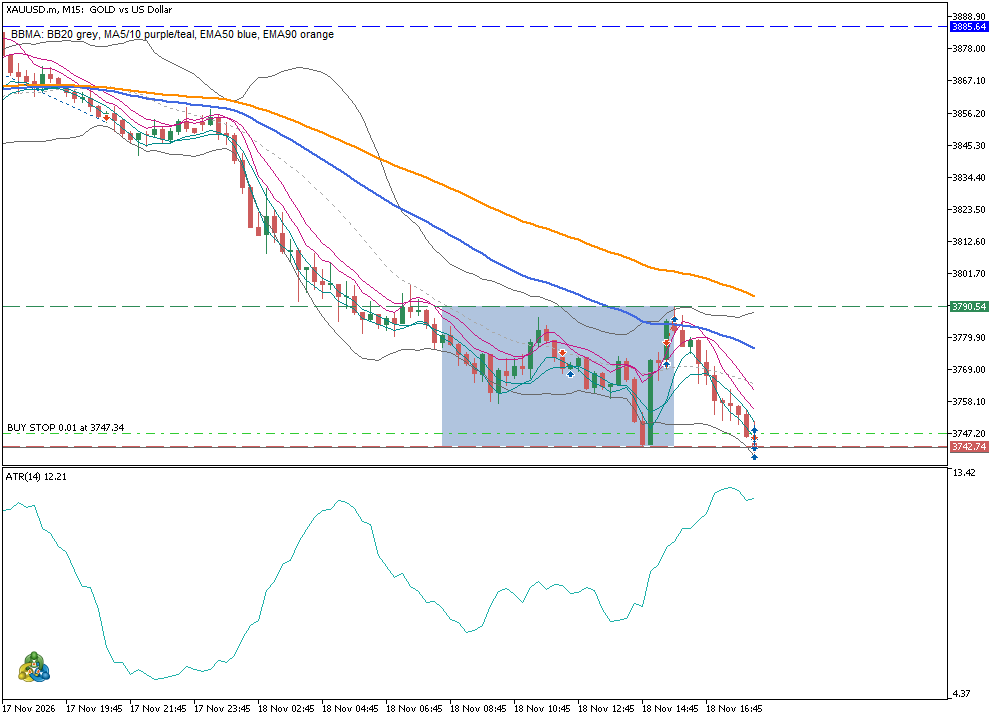 XAUUSD.m, M15: GOLD vs US Dollar
BBMA: BB20 grey, MA5/10 purple/teal, EMA50 blue, EMA90 orange
3888.90
3885.64
3878.00
3867.10
3856.20
3845.30
3834.40
3823.50
3812.60
3801.70
3790.54
3779.90
3769.00
3758.10
BUY STOP 0.01 at 3747.34
3747.20
3742.74
ATR(14) 12.21
13.42
4.37
17 Nov 2026
17 Nov 19:45
17 Nov 21:45
17 Nov 23:45
18 Nov 02:45
18 Nov 04:45
18 Nov 06:45
18 Nov 08:45
18 Nov 10:45
18 Nov 12:45
18 Nov 14:45
18 Nov 16:45